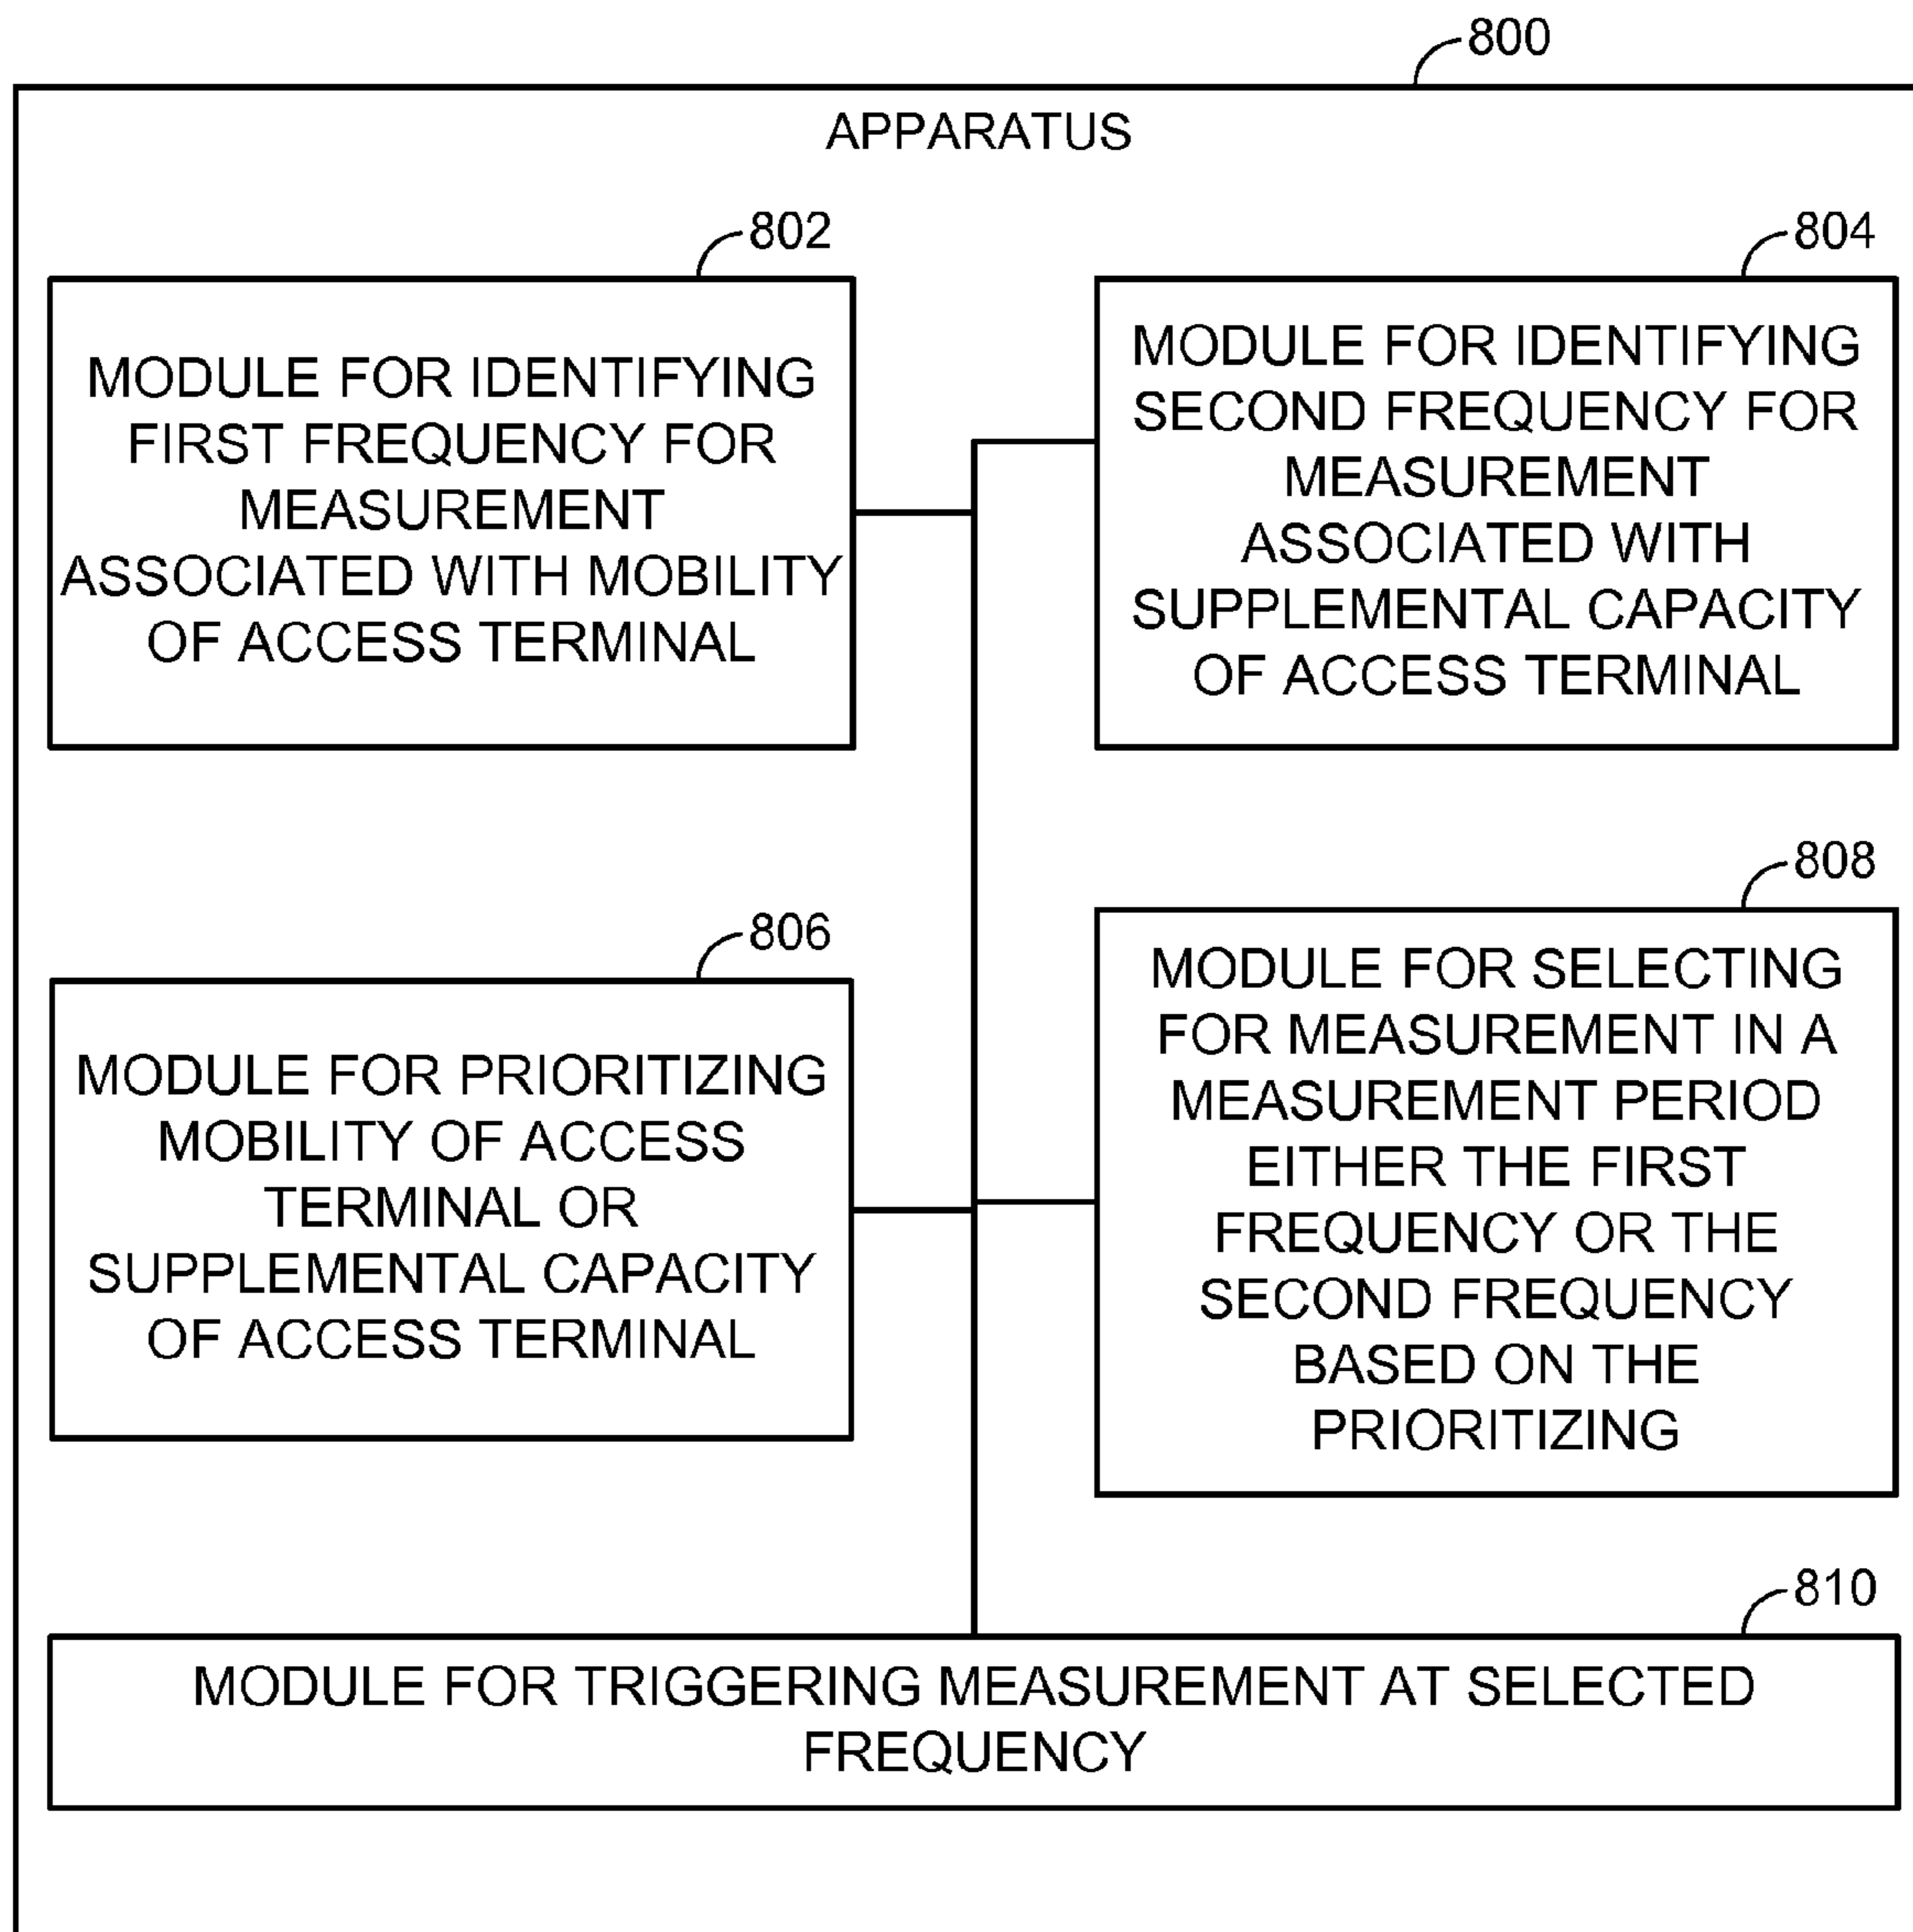 800
APPARATUS
802
MODULE FOR IDENTIFYING
FIRST FREQUENCY FOR
MEASUREMENT
ASSOCIATED WITH MOBILITY
OF ACCESS TERMINAL
804
MODULE FOR IDENTIFYING
SECOND FREQUENCY FOR
MEASUREMENT
ASSOCIATED WITH
SUPPLEMENTAL CAPACITY
OF ACCESS TERMINAL
806
MODULE FOR PRIORITIZING
MOBILITY OF ACCESS
TERMINAL OR
SUPPLEMENTAL CAPACITY
OF ACCESS TERMINAL
808
MODULE FOR SELECTING
FOR MEASUREMENT IN A
MEASUREMENT PERIOD
EITHER THE FIRST
FREQUENCY OR THE
SECOND FREQUENCY
BASED ON THE
PRIORITIZING
810
MODULE FOR TRIGGERING MEASUREMENT AT SELECTED
FREQUENCY